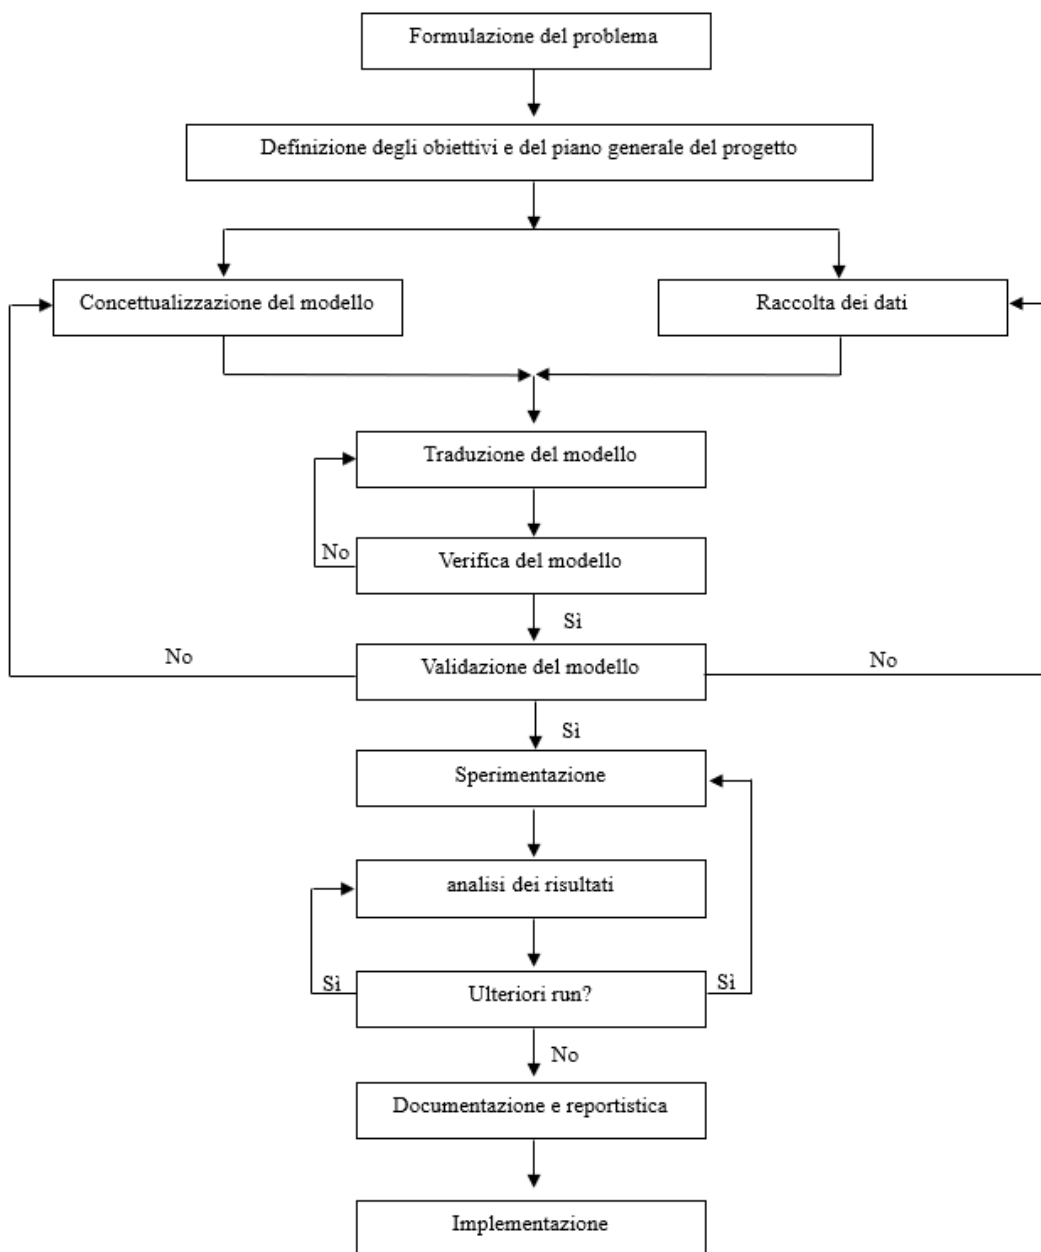 Formulazione del problema
Definizione degli obiettivi e del piano generale del progetto
Concettualizzazione del modello
Raccolta dei dati
Traduzione del modello
No
Verifica del modello
Sì
No
Validazione del modello
No
Sì
Sperimentazione
analisi dei risultati
Sì
Ulteriori run?
Sì
No
Documentazione e reportistica
Implementazione